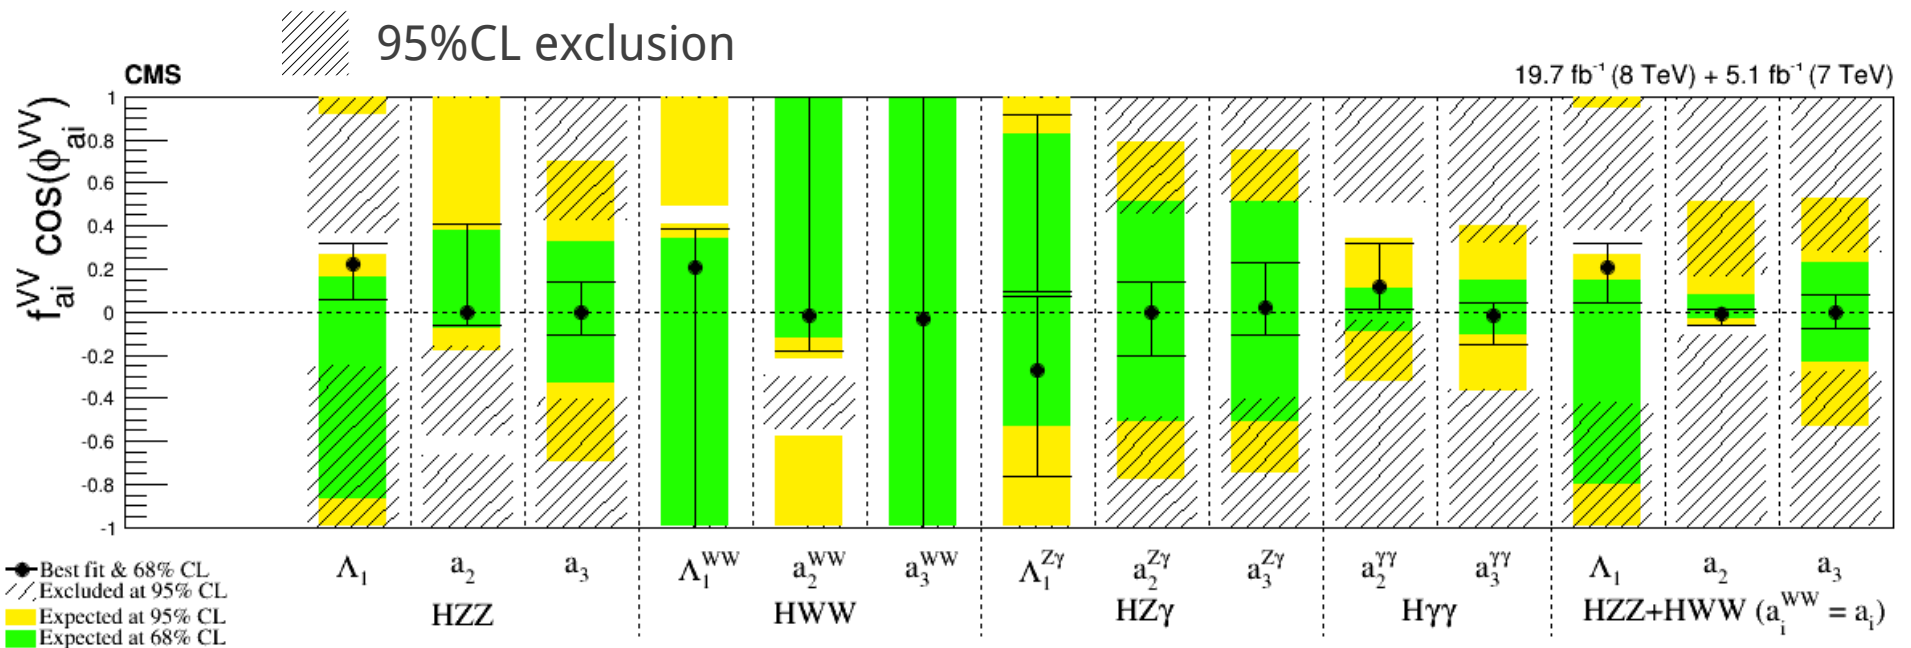 95%CL exclusion
CMS
19.7 fb⁻¹ (8 TeV) + 5.1 fb⁻¹ (7 TeV)
f_ai^VV cos(ϕ_ai^VV)
1
0.8
0.6
0.4
0.2
0
-0.2
-0.4
-0.6
-0.8
-1
Λ₁ a₂ a₃ Λ₁^WW a₂^WW a₃^WW Λ₁^Zγ a₂^Zγ a₃^Zγ a₂^γγ a₃^γγ Λ₁ a₂ a₃
HZZ HWW HZγ Hγγ HZZ+HWW (a_i^WW = a_i)
Best fit & 68% CL
Excluded at 95% CL
Expected at 95% CL
Expected at 68% CL